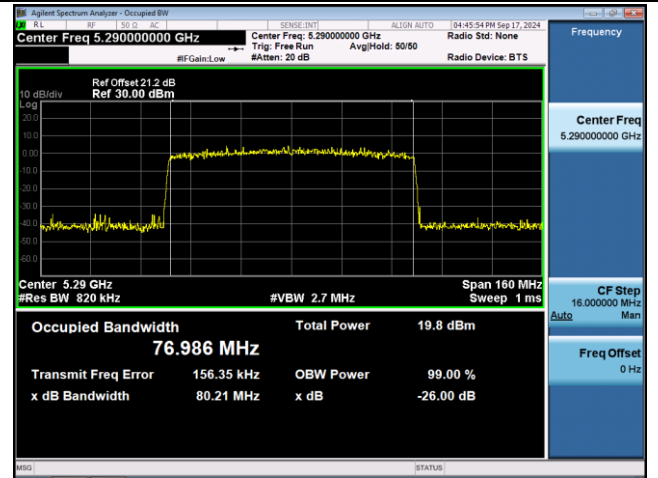 Agilent Spectrum Analyzer - Occupied BW
RL RF 50 Ω AC SENSE:INT ALIGN AUTO 04:45:54 PM Sep 17, 2024
Center Freq 5.290000000 GHz
Center Freq: 5.290000000 GHz
Radio Std: None
Trig: Free Run Avg|Hold: 50/50
#IFGain:Low #Atten: 20 dB Radio Device: BTS
Ref Offset 21.2 dB
10 dB/div Ref 30.00 dBm
Log
20.0
10.0
0.00
-10.0
-20.0
-30.0
-40.0
-50.0
-60.0
Center 5.29 GHz Span 160 MHz
#Res BW 820 kHz #VBW 2.7 MHz Sweep 1 ms
Occupied Bandwidth Total Power 19.8 dBm
76.986 MHz
Transmit Freq Error 156.35 kHz OBW Power 99.00 %
x dB Bandwidth 80.21 MHz x dB -26.00 dB
MSG STATUS
Frequency
Center Freq
5.290000000 GHz
CF Step
16.000000 MHz
Auto Man
Freq Offset
0 Hz